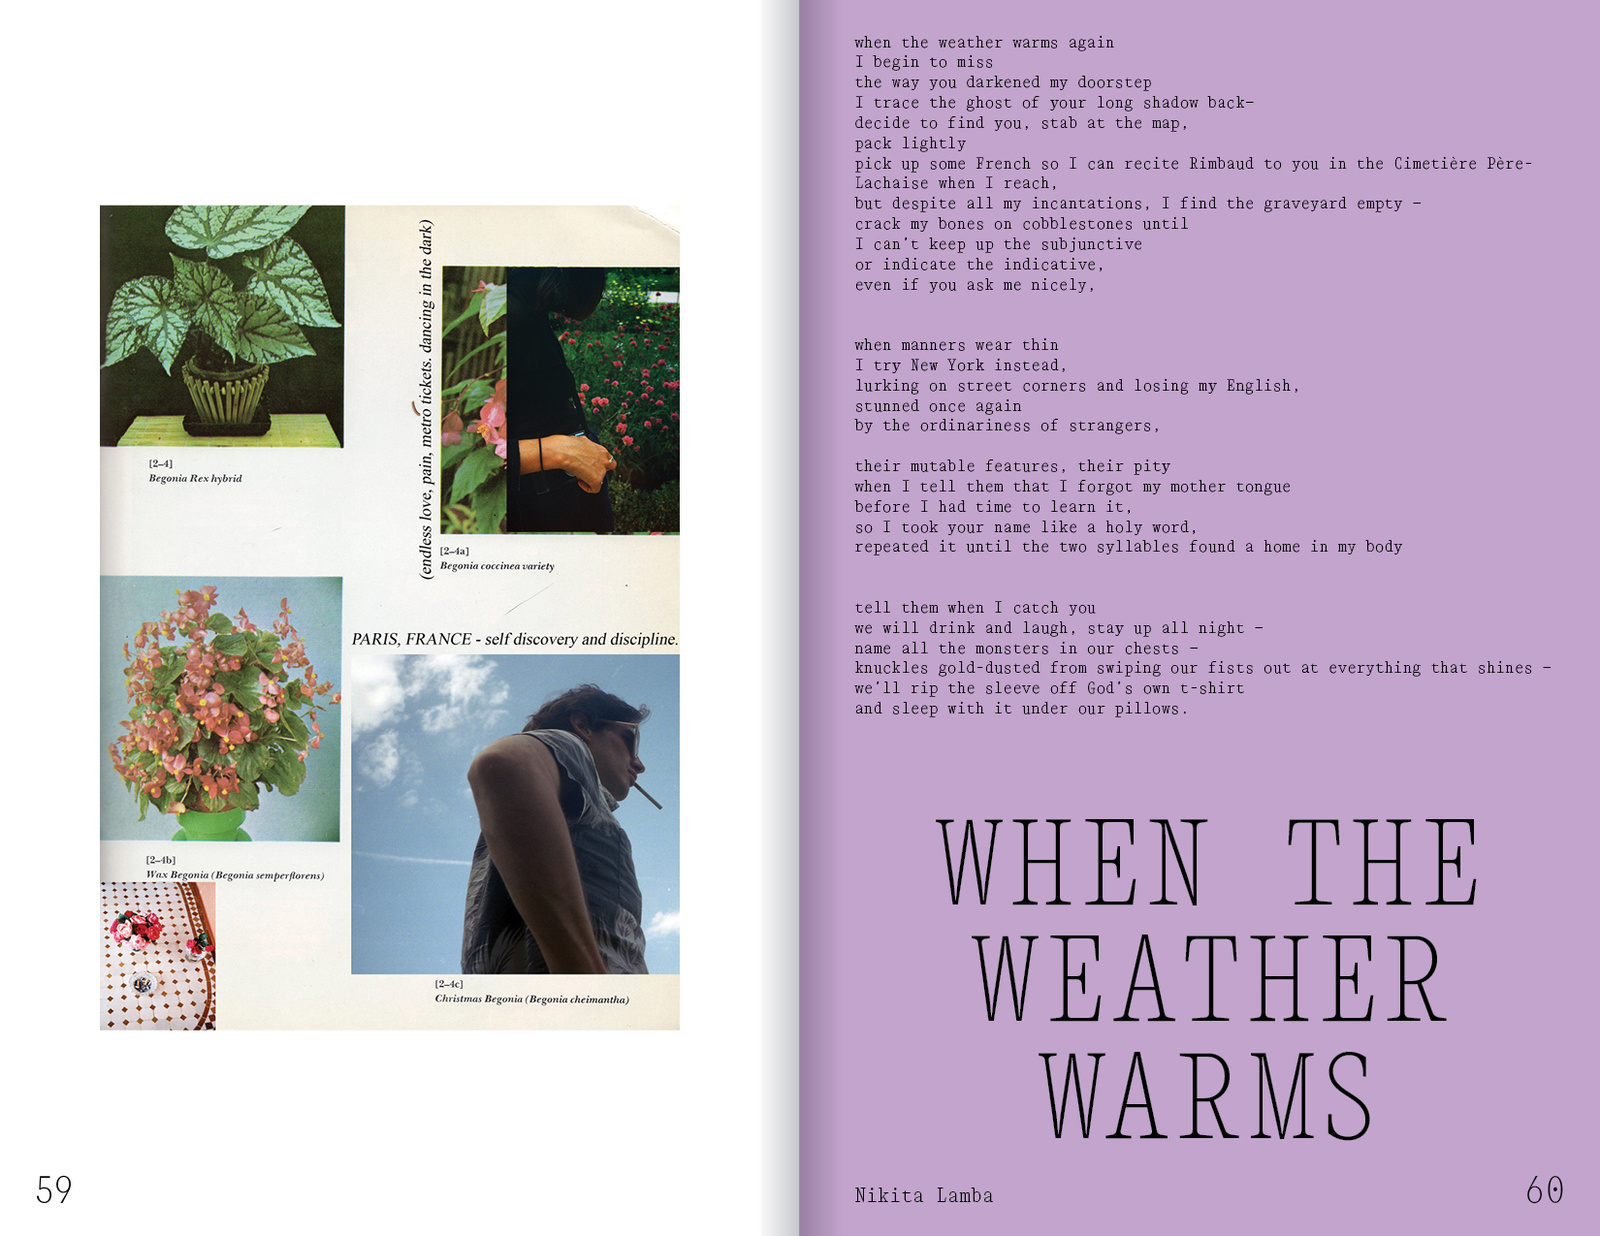 [2–4]
Begonia Rex hybrid
(endless love, pain, metro tickets. dancing in the dark)
[2–4a]
Begonia coccinea variety
PARIS, FRANCE - self discovery and discipline.
[2–4b]
Wax Begonia (Begonia semperflorens)
[2–4c]
Christmas Begonia (Begonia cheimantha)
59
when the weather warms again
I begin to miss
the way you darkened my doorstep
I trace the ghost of your long shadow back—
decide to find you, stab at the map,
pack lightly
pick up some French so I can recite Rimbaud to you in the Cimetière Père-
Lachaise when I reach,
but despite all my incantations, I find the graveyard empty —
crack my bones on cobblestones until
I can't keep up the subjunctive
or indicate the indicative,
even if you ask me nicely,
when manners wear thin
I try New York instead,
lurking on street corners and losing my English,
stunned once again
by the ordinariness of strangers,
their mutable features, their pity
when I tell them that I forgot my mother tongue
before I had time to learn it,
so I took your name like a holy word,
repeated it until the two syllables found a home in my body
tell them when I catch you
we will drink and laugh, stay up all night —
name all the monsters in our chests —
knuckles gold-dusted from swiping our fists out at everything that shines —
we'll rip the sleeve off God's own t-shirt
and sleep with it under our pillows.
WHEN THE
WEATHER
WARMS
Nikita Lamba
60